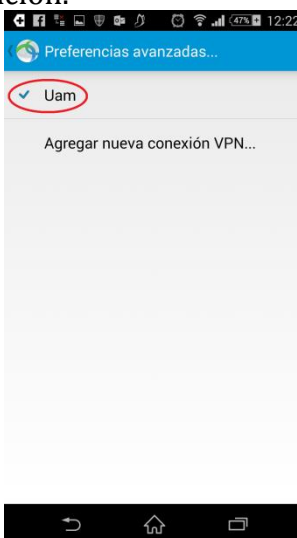 ción.
47% 12:22
Preferencias avanzadas...
Uam
Agregar nueva conexión VPN...